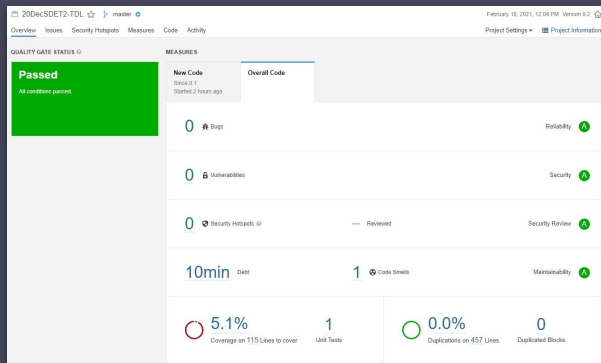 20DecSDET2-TDL master
February 19, 2021, 12:04 PM Version 0.2
Overview Issues Security Hotspots Measures Code Activity
Project Settings Project Information
QUALITY GATE STATUS
MEASURES
Passed
All conditions passed.
New Code
Since 0.1
Started 2 hours ago
Overall Code
0 Bugs
Reliability A
0 Vulnerabilities
Security A
0 Security Hotspots
— Reviewed
Security Review A
10min Debt
1 Code Smells
Maintainability A
5.1%
Coverage on 115 Lines to cover
1
Unit Tests
0.0%
Duplications on 457 Lines
0
Duplicated Blocks